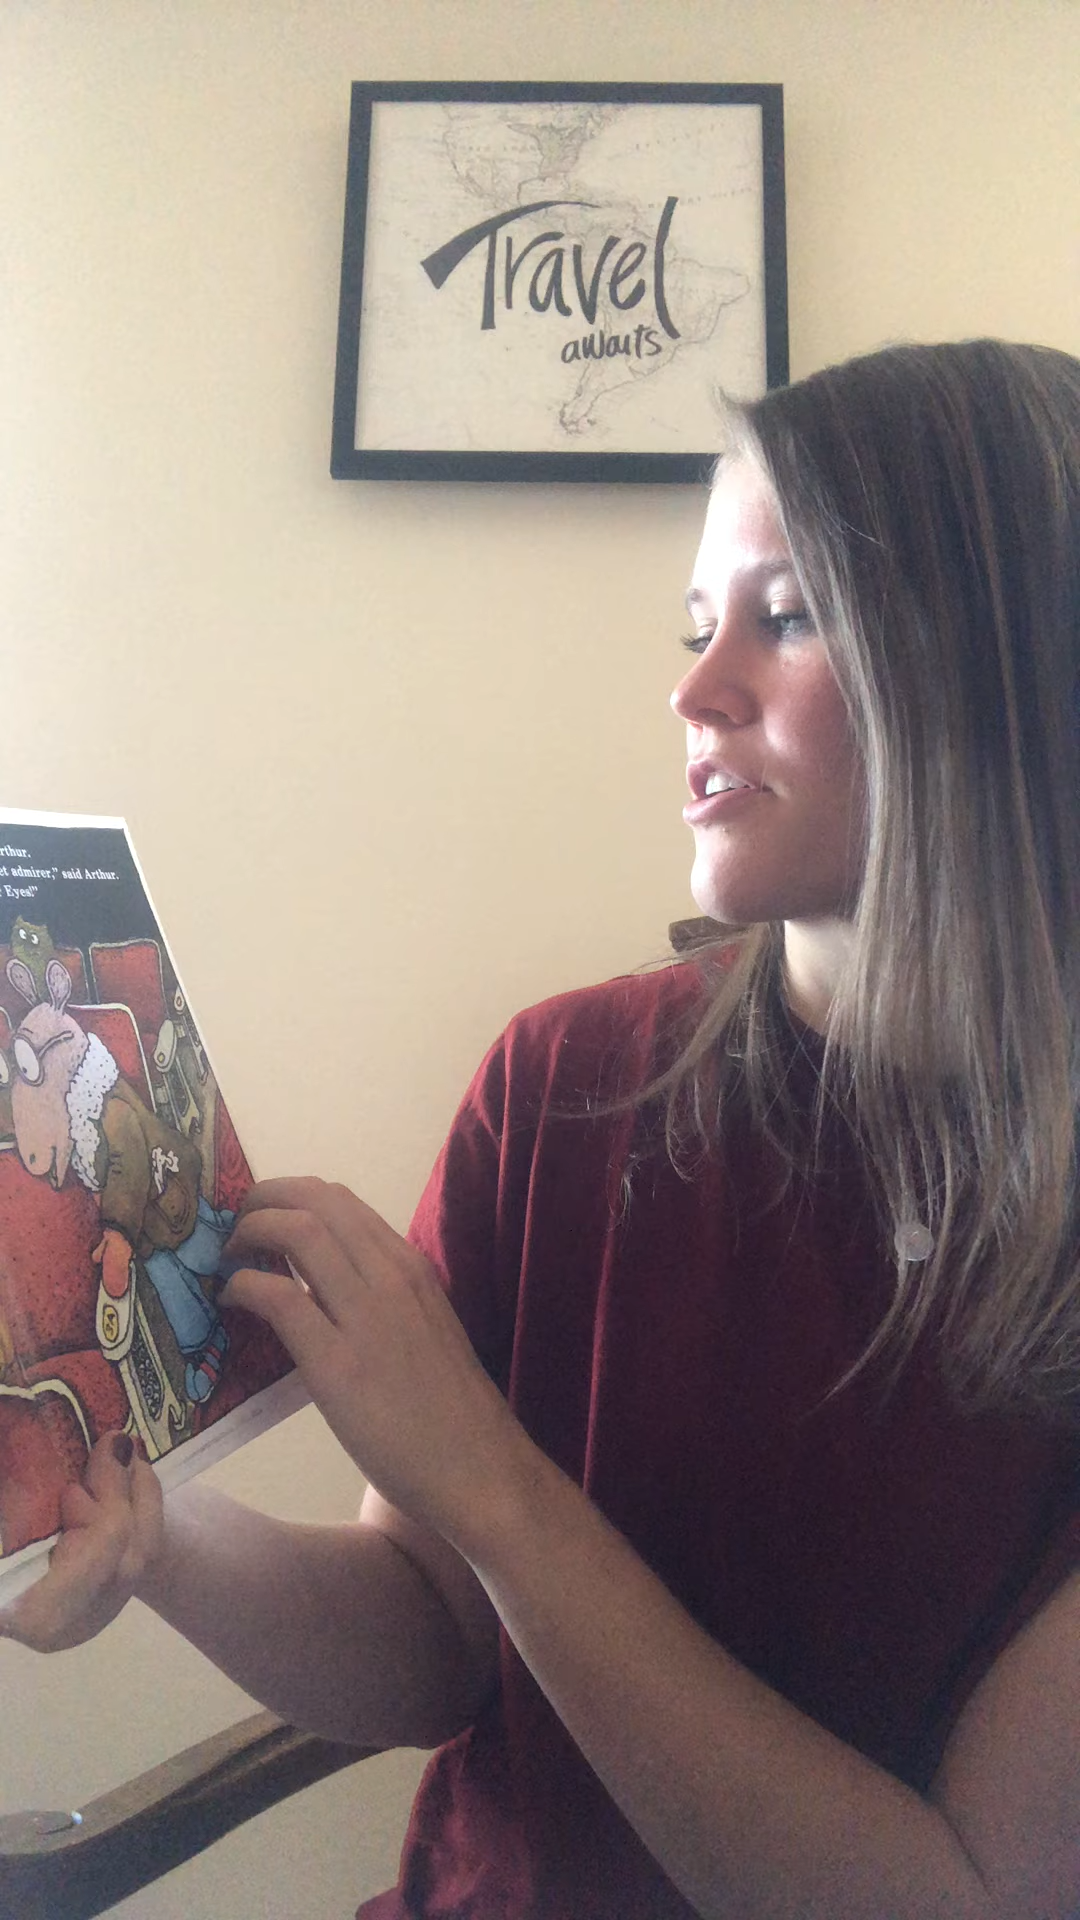 Travel
awaits
rthur.
et admirer," said Arthur.
Eyes!"